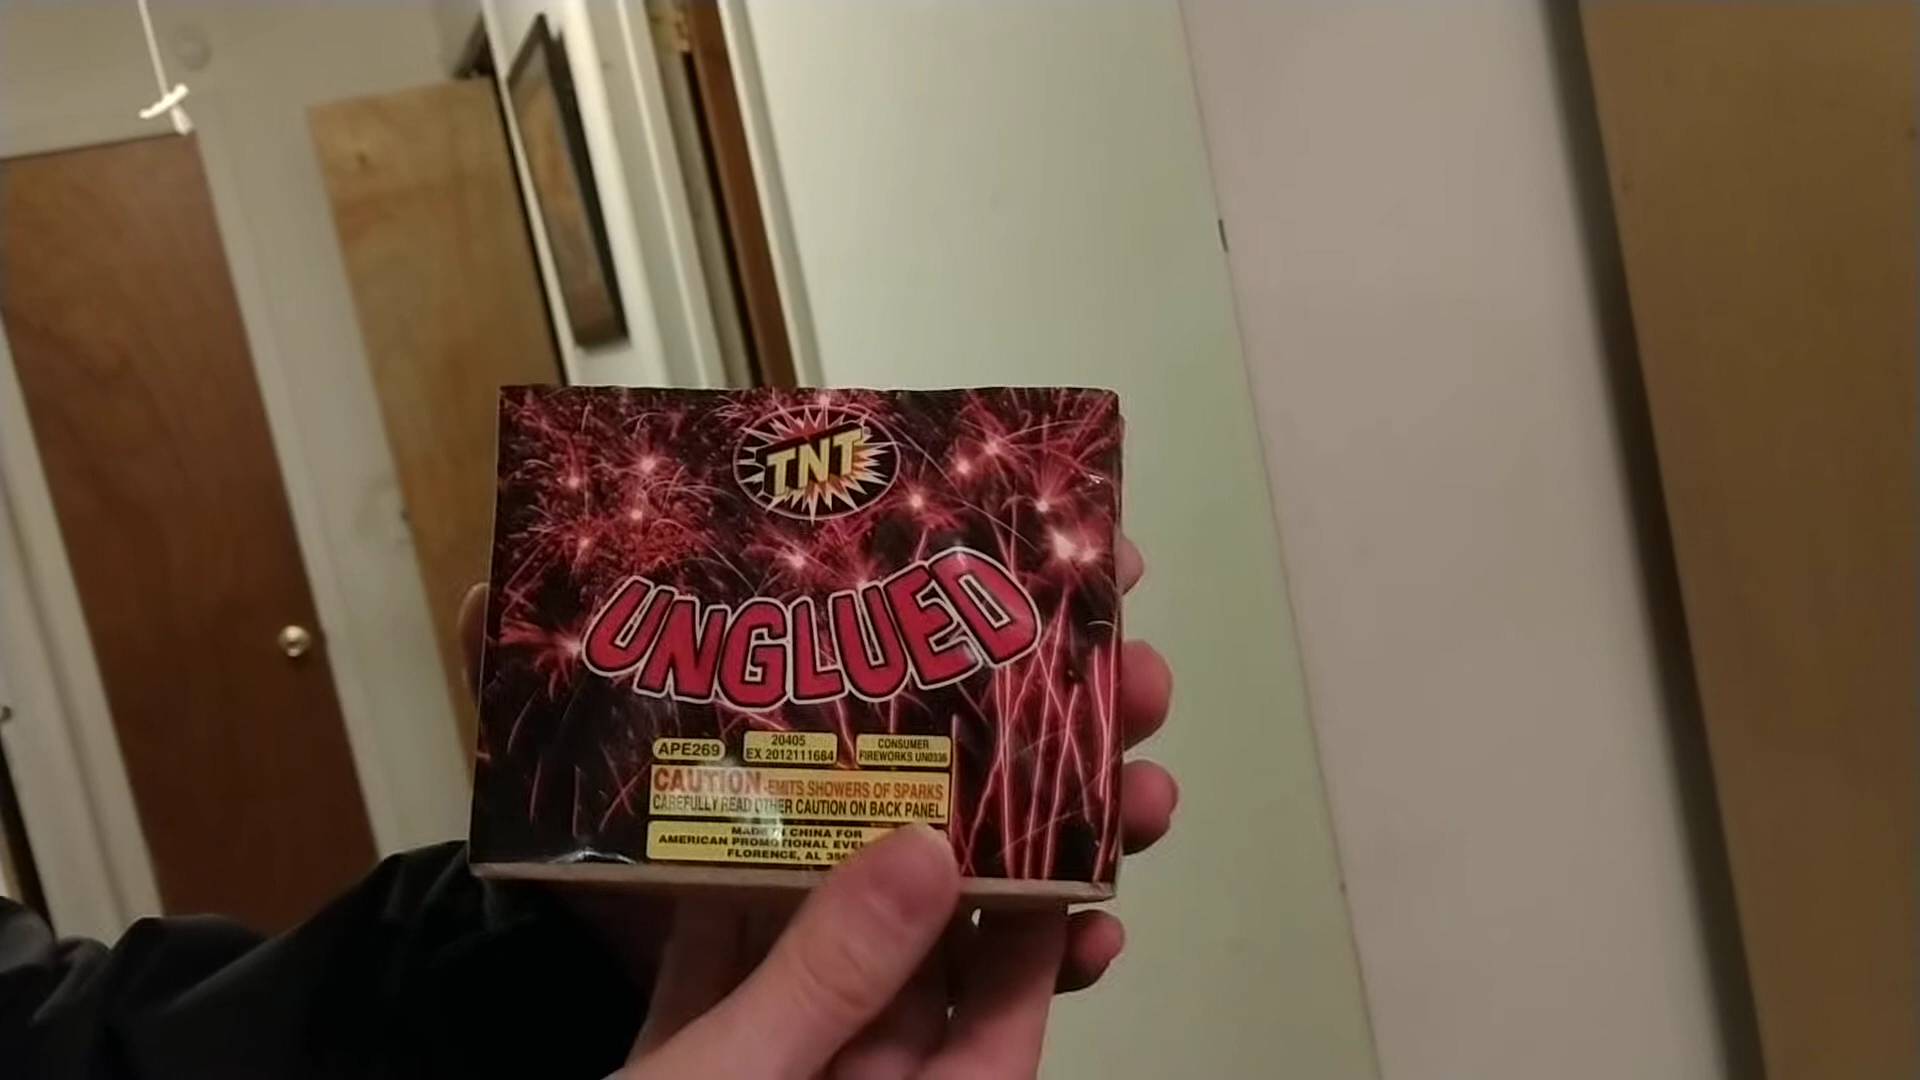 TNT
UNGLUED
APE269
20405
EX 2012111664
CONSUMER
FIREWORKS UN0336
CAUTION-EMITS SHOWERS OF SPARKS
CAREFULLY READ OTHER CAUTION ON BACK PANEL.
MADE IN CHINA FOR
AMERICAN PROMOTIONAL
FLORENCE, AL